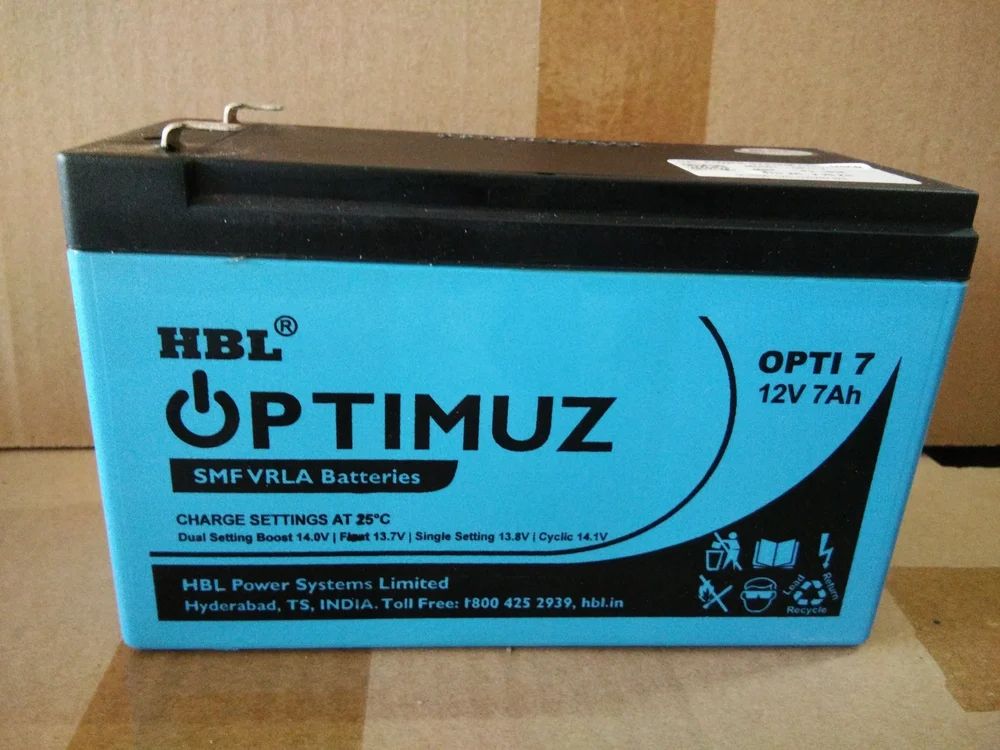 HBL®
OPTIMUZ
SMF VRLA Batteries
OPTI 7
12V 7Ah
CHARGE SETTINGS AT 25°C
Dual Setting Boost 14.0V | Float 13.7V | Single Setting 13.8V | Cyclic 14.1V
HBL Power Systems Limited
Hyderabad, TS, INDIA. Toll Free: 1800 425 2939, hbl.in
Lead
Return
Recycle